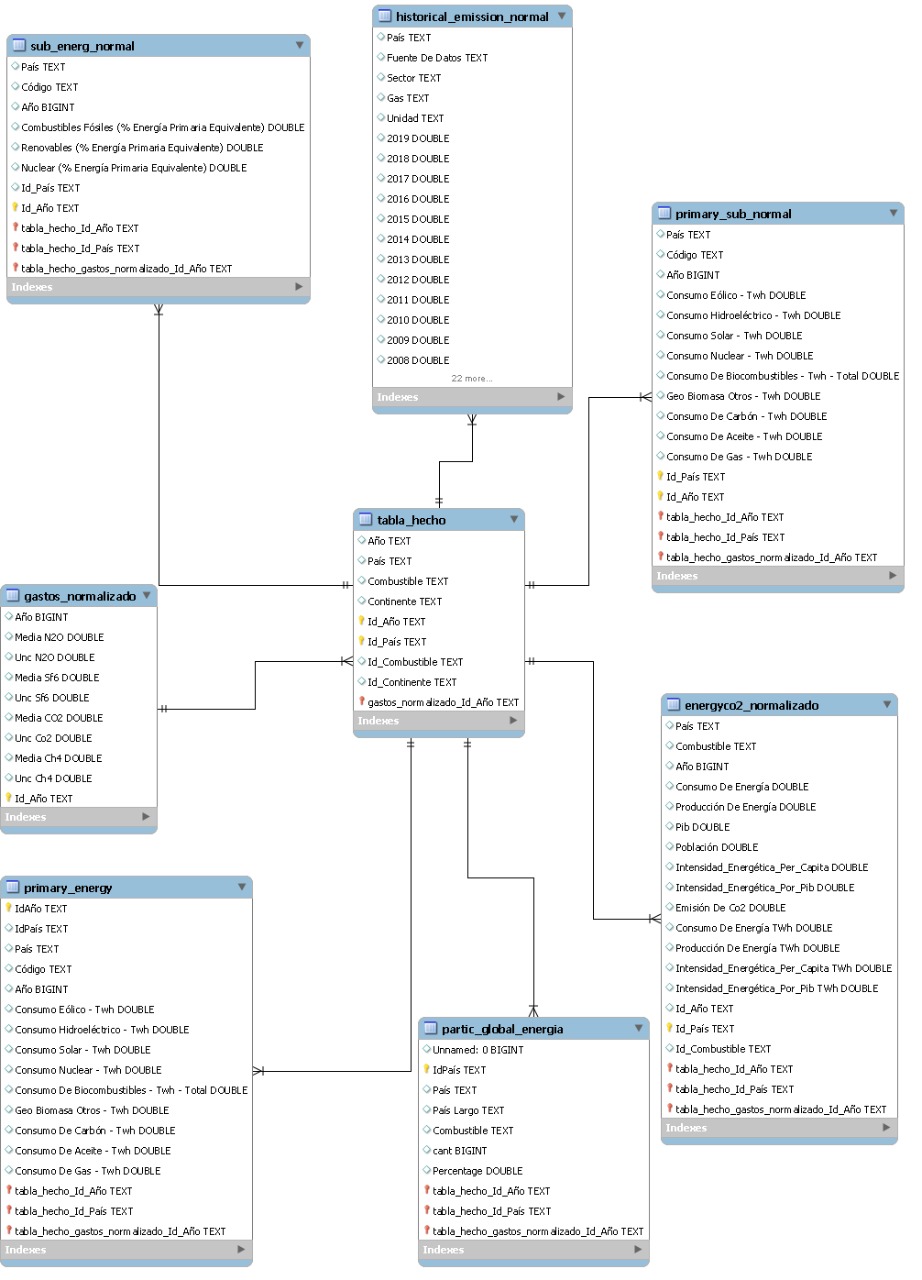 sub_energ_normal
País TEXT
Código TEXT
Año BIGINT
Combustibles Fósiles (% Energía Primaria Equivalente) DOUBLE
Renovables (% Energía Primaria Equivalente) DOUBLE
Nuclear (% Energía Primaria Equivalente) DOUBLE
Id_País TEXT
Id_Año TEXT
tabla_hecho_Id_Año TEXT
tabla_hecho_Id_País TEXT
tabla_hecho_gastos_normalizado_Id_Año TEXT
Indexes
historical_emission_normal
País TEXT
Fuente De Datos TEXT
Sector TEXT
Gas TEXT
Unidad TEXT
2019 DOUBLE
2018 DOUBLE
2017 DOUBLE
2016 DOUBLE
2015 DOUBLE
2014 DOUBLE
2013 DOUBLE
2012 DOUBLE
2011 DOUBLE
2010 DOUBLE
2009 DOUBLE
2008 DOUBLE
22 more...
Indexes
primary_sub_normal
País TEXT
Código TEXT
Año BIGINT
Consumo Eólico - Twh DOUBLE
Consumo Hidroeléctrico - Twh DOUBLE
Consumo Solar - Twh DOUBLE
Consumo Nuclear - Twh DOUBLE
Consumo De Biocombustibles - Twh - Total DOUBLE
Geo Biomasa Otros - Twh DOUBLE
Consumo De Carbón - Twh DOUBLE
Consumo De Aceite - Twh DOUBLE
Consumo De Gas - Twh DOUBLE
Id_País TEXT
Id_Año TEXT
tabla_hecho_Id_Año TEXT
tabla_hecho_Id_País TEXT
tabla_hecho_gastos_normalizado_Id_Año TEXT
Indexes
tabla_hecho
Año TEXT
País TEXT
Combustible TEXT
Continente TEXT
Id_Año TEXT
Id_País TEXT
Id_Combustible TEXT
Id_Continente TEXT
gastos_normalizado_Id_Año TEXT
Indexes
gastos_normalizado
Año BIGINT
Media N2O DOUBLE
Unc N2O DOUBLE
Media Sf6 DOUBLE
Unc Sf6 DOUBLE
Media CO2 DOUBLE
Unc Co2 DOUBLE
Media Ch4 DOUBLE
Unc Ch4 DOUBLE
Id_Año TEXT
Indexes
energyco2_normalizado
País TEXT
Combustible TEXT
Año BIGINT
Consumo De Energía DOUBLE
Producción De Energía DOUBLE
Pib DOUBLE
Población DOUBLE
Intensidad_Energética_Per_Capita DOUBLE
Intensidad_Energética_Por_Pib DOUBLE
Emisión De Co2 DOUBLE
Consumo De Energía TWh DOUBLE
Producción De Energía TWh DOUBLE
Intensidad_Energética_Per_Capita TWh DOUBLE
Intensidad_Energética_Por_Pib TWh DOUBLE
Id_Año TEXT
Id_País TEXT
Id_Combustible TEXT
tabla_hecho_Id_Año TEXT
tabla_hecho_Id_País TEXT
tabla_hecho_gastos_normalizado_Id_Año TEXT
Indexes
primary_energy
IdAño TEXT
IdPaís TEXT
País TEXT
Código TEXT
Año BIGINT
Consumo Eólico - Twh DOUBLE
Consumo Hidroeléctrico - Twh DOUBLE
Consumo Solar - Twh DOUBLE
Consumo Nuclear - Twh DOUBLE
Consumo De Biocombustibles - Twh - Total DOUBLE
Geo Biomasa Otros - Twh DOUBLE
Consumo De Carbón - Twh DOUBLE
Consumo De Aceite - Twh DOUBLE
Consumo De Gas - Twh DOUBLE
tabla_hecho_Id_Año TEXT
tabla_hecho_Id_País TEXT
tabla_hecho_gastos_normalizado_Id_Año TEXT
Indexes
partic_global_energia
Unnamed: 0 BIGINT
IdPaís TEXT
País TEXT
País Largo TEXT
Combustible TEXT
cant BIGINT
Percentage DOUBLE
tabla_hecho_Id_Año TEXT
tabla_hecho_Id_País TEXT
tabla_hecho_gastos_normalizado_Id_Año TEXT
Indexes